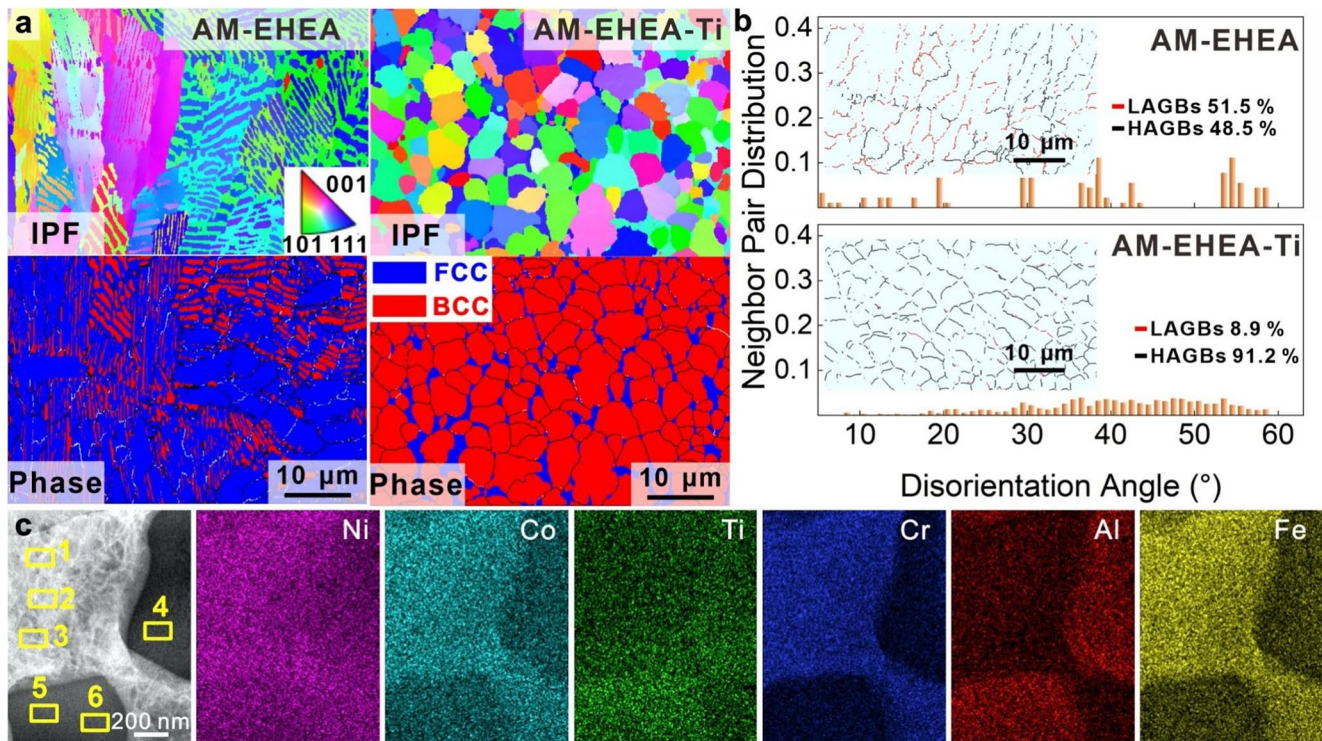 a
AM-EHEA
001
101 111
IPF
AM-EHEA-Ti
IPF
FCC
BCC
Phase
10 µm
Phase
10 µm
b
Neighbor Pair Distribution
0.4
0.3
0.2
0.1
AM-EHEA
LAGBs 51.5 %
HAGBs 48.5 %
10 µm
0.4
0.3
0.2
0.1
AM-EHEA-Ti
LAGBs 8.9 %
HAGBs 91.2 %
10 µm
10 20 30 40 50 60
Disorientation Angle (°)
c
1
2
3
4
5
6
200 nm
Ni
Co
Ti
Cr
Al
Fe